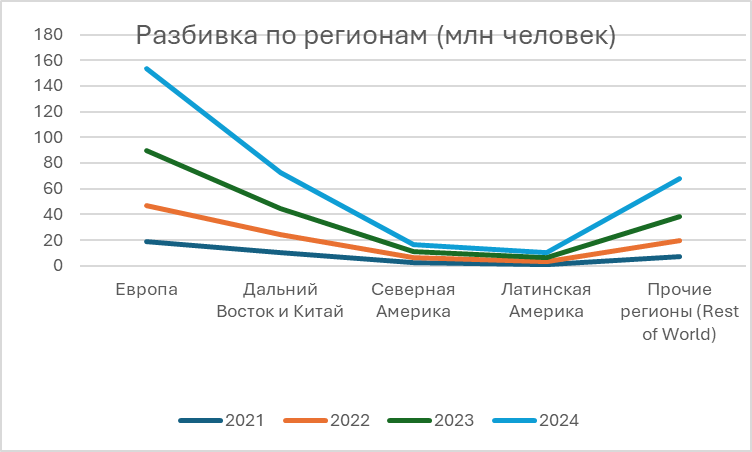 Разбивка по регионам (млн человек)
180
160
140
120
100
80
60
40
20
0
Европа
Дальний
Восток и Китай
Северная
Америка
Латинская
Америка
Прочие
регионы (Rest
of World)
2021
2022
2023
2024